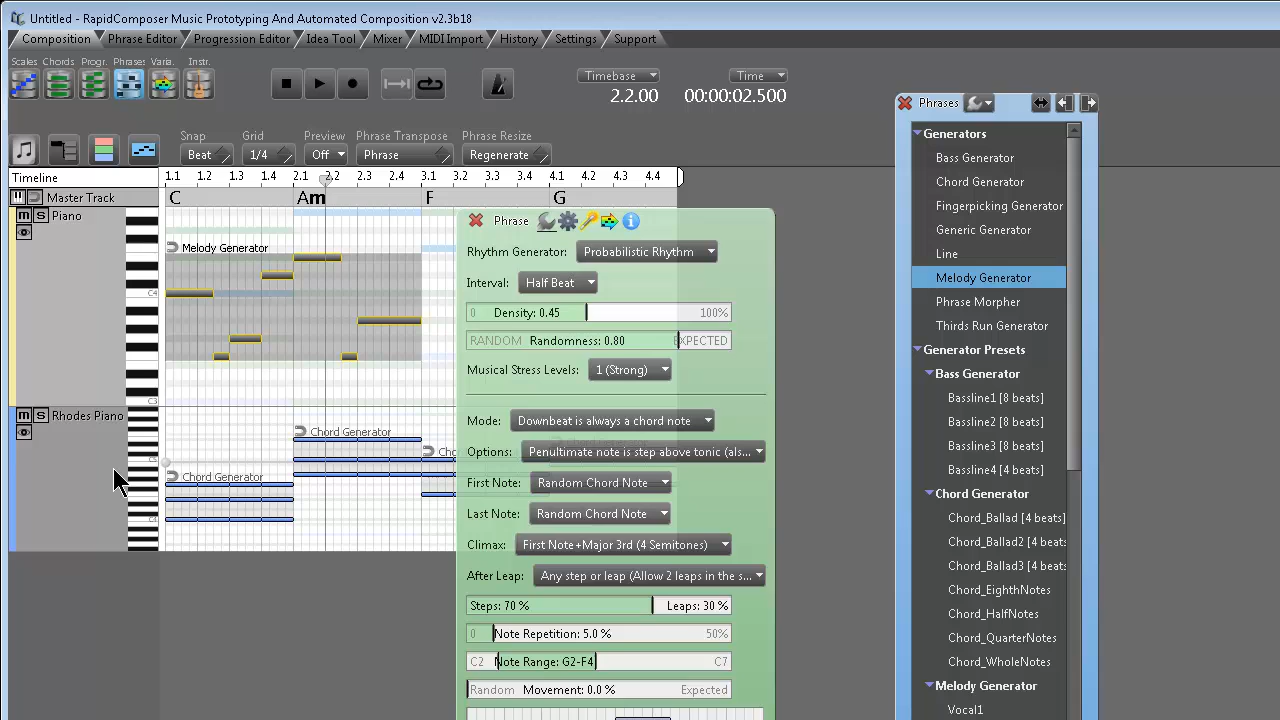 Untitled - RapidComposer Music Prototyping And Automated Composition v2.3b18
Composition Phrase Editor Progression Editor Idea Tool Mixer MIDI Import History Settings Support
Scales Chords Progr. Phrases Varia. Instr.
Timebase Time
2.2.00 00:00:02.500
Snap Grid Preview Phrase Transpose Phrase Resize
Beat 1/4 Off Phrase Regenerate
Timeline 1.1 1.2 1.3 1.4 2.1 2.2 2.3 2.4 3.1 3.2 3.3 3.4 4.1 4.2 4.3 4.4
Master Track C Am F G
M S Piano
Melody Generator
C4
C3
M S Rhodes Piano
Chord Generator
Chord Generator
Cho
Phrase
Rhythm Generator: Probabilistic Rhythm
Interval: Half Beat
0 Density: 0.45 100%
RANDOM Randomness: 0.80 EXPECTED
Musical Stress Levels: 1 (Strong)
Mode: Downbeat is always a chord note
Options: Penultimate note is step above tonic (als...
First Note: Random Chord Note
Last Note: Random Chord Note
Climax: First Note+Major 3rd (4 Semitones)
After Leap: Any step or leap (Allow 2 leaps in the s...
Steps: 70 % Leaps: 30 %
0 Note Repetition: 5.0 % 50%
C2 Note Range: G2-F4 C7
Random Movement: 0.0 % Expected
Phrases
Generators
Bass Generator
Chord Generator
Fingerpicking Generator
Generic Generator
Line
Melody Generator
Phrase Morpher
Thirds Run Generator
Generator Presets
Bass Generator
Bassline1 [8 beats]
Bassline2 [8 beats]
Bassline3 [8 beats]
Bassline4 [8 beats]
Chord Generator
Chord_Ballad [4 beats]
Chord_Ballad2 [4 beats
Chord_Ballad3 [4 beats
Chord_EighthNotes
Chord_HalfNotes
Chord_QuarterNotes
Chord_WholeNotes
Melody Generator
Vocal1